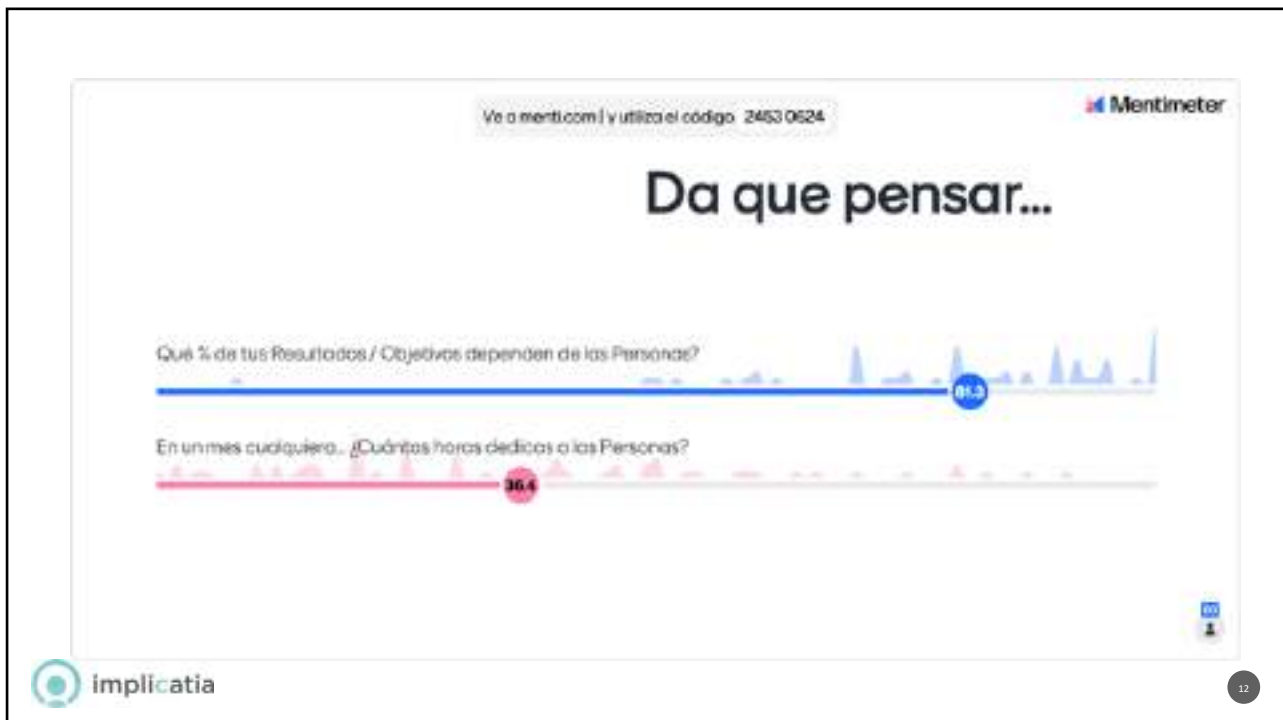 Ve a menti.com | y utiliza el código 2453 0624
Mentimeter
Da que pensar...
Qué % de tus Resultados / Objetivos dependen de las Personas?
81.3
En un mes cualquiera... ¿Cuántas horas dedicas a las Personas?
36.4
implicatia
12